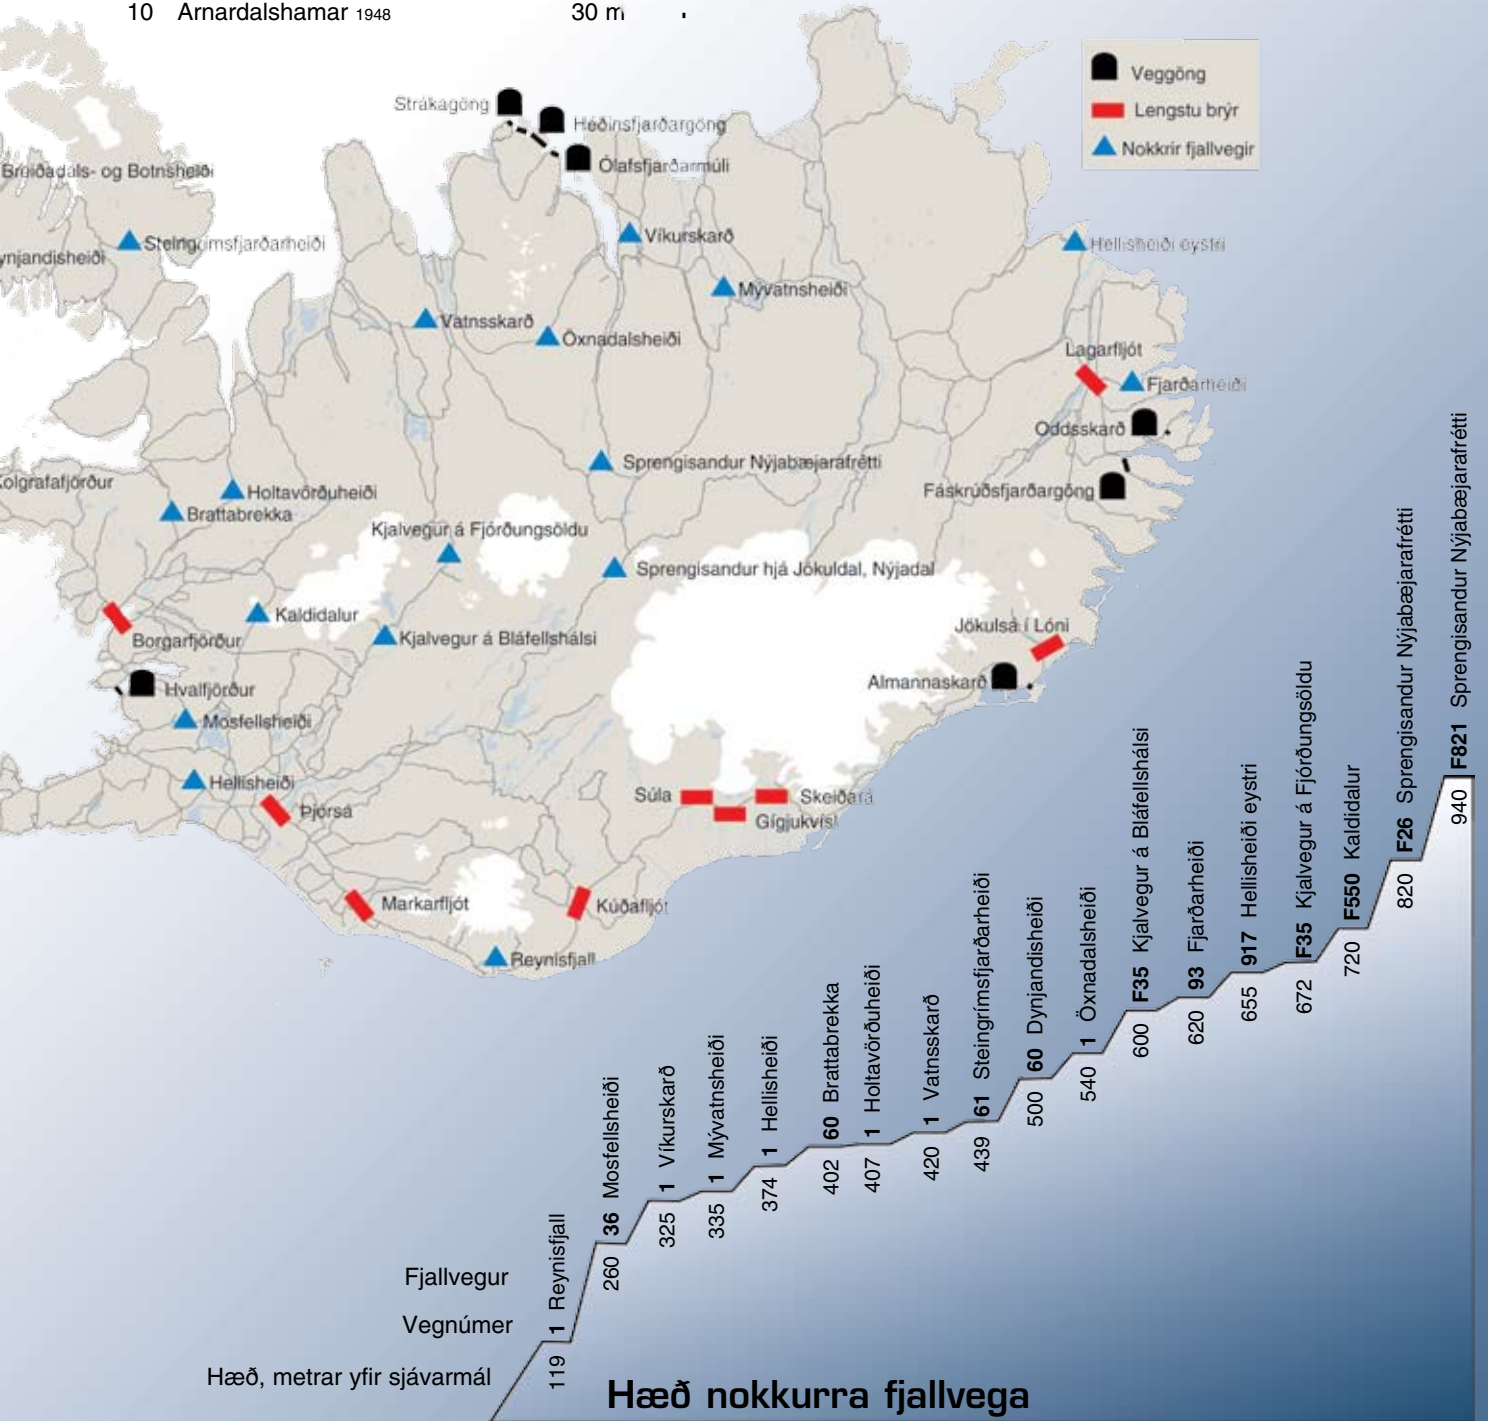 10 Arnardalshamar 1948 30 m
Veggöng
Lengstu brýr
Nokkrir fjallvegir
Strákagöng
Héðinsfjarðargöng
Ólafsfjarðarmúli
Breiðadals- og Botnsheiði
Steingrímsfjarðarheiði
ynjandisheiði
Víkurskarð
Hellisheiði eystri
Mývatnsheiði
Vatnsskarð
Öxnadalsheiði
Lagarfljót
Fjarðarheiði
Oddsskarð
Sprengisandur Nýjabæjarafrétti
olgrafafjörður
Holtavörðuheiði
Fáskrúðsfjarðargöng
Brattabrekka
Kjalvegur á Fjórðungsöldu
Sprengisandur hjá Jökuldal, Nýjadal
Kaldidalur
Jökulsá í Lóni
Borgarfjörður
Kjalvegur á Bláfellshálsi
Almannaskarð
Hvalfjörður
Mosfellsheiði
Hellisheiði
Súla
Skeiðará
Þjórsá
Gígjukvísl
Markarfljót
Kúðafljót
Reynisfjall
Fjallvegur
Vegnúmer
Hæð, metrar yfir sjávarmál
119 1 Reynisfjall
260 36 Mosfellsheiði
325 1 Víkurskarð
335 1 Mývatnsheiði
374 1 Hellisheiði
402 60 Brattabrekka
407 1 Holtavörðuheiði
420 1 Vatnsskarð
439 61 Steingrímsfjarðarheiði
500 60 Dynjandisheiði
540 1 Öxnadalsheiði
600 F35 Kjalvegur á Bláfellshálsi
620 93 Fjarðarheiði
655 917 Hellisheiði eystri
672 F35 Kjalvegur á Fjórðungsöldu
720 F550 Kaldidalur
820 F26 Sprengisandur Nýjabæjarafrétti
940 F821 Sprengisandur Nýjabæjarafrétti
Hæð nokkurra fjallvega